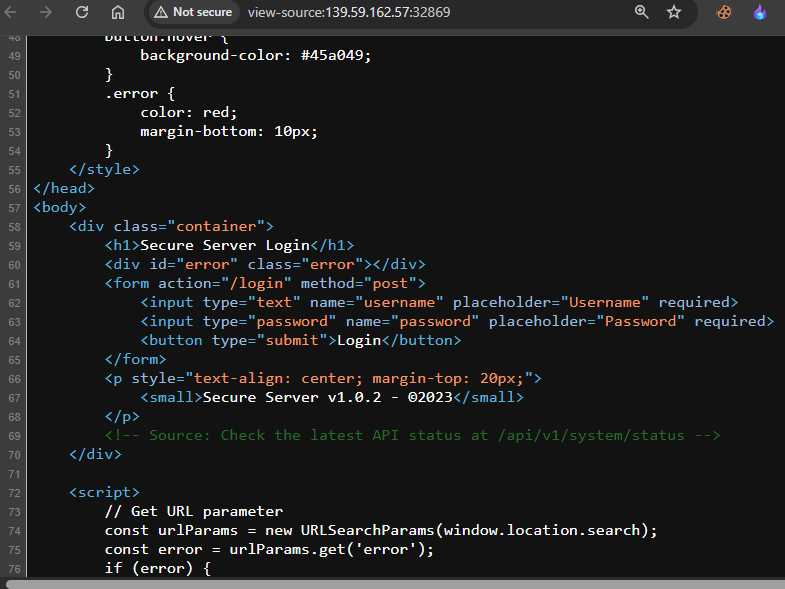 Not secure view-source:139.59.162.57:32869
48 button:hover {
49 background-color: #45a049;
50 }
51 .error {
52 color: red;
53 margin-bottom: 10px;
54 }
55 </style>
56 </head>
57 <body>
58 <div class="container">
59 <h1>Secure Server Login</h1>
60 <div id="error" class="error"></div>
61 <form action="/login" method="post">
62 <input type="text" name="username" placeholder="Username" required>
63 <input type="password" name="password" placeholder="Password" required>
64 <button type="submit">Login</button>
65 </form>
66 <p style="text-align: center; margin-top: 20px;">
67 <small>Secure Server v1.0.2 - ©2023</small>
68 </p>
69 <!-- Source: Check the latest API status at /api/v1/system/status -->
70 </div>
71
72 <script>
73 // Get URL parameter
74 const urlParams = new URLSearchParams(window.location.search);
75 const error = urlParams.get('error');
76 if (error) {